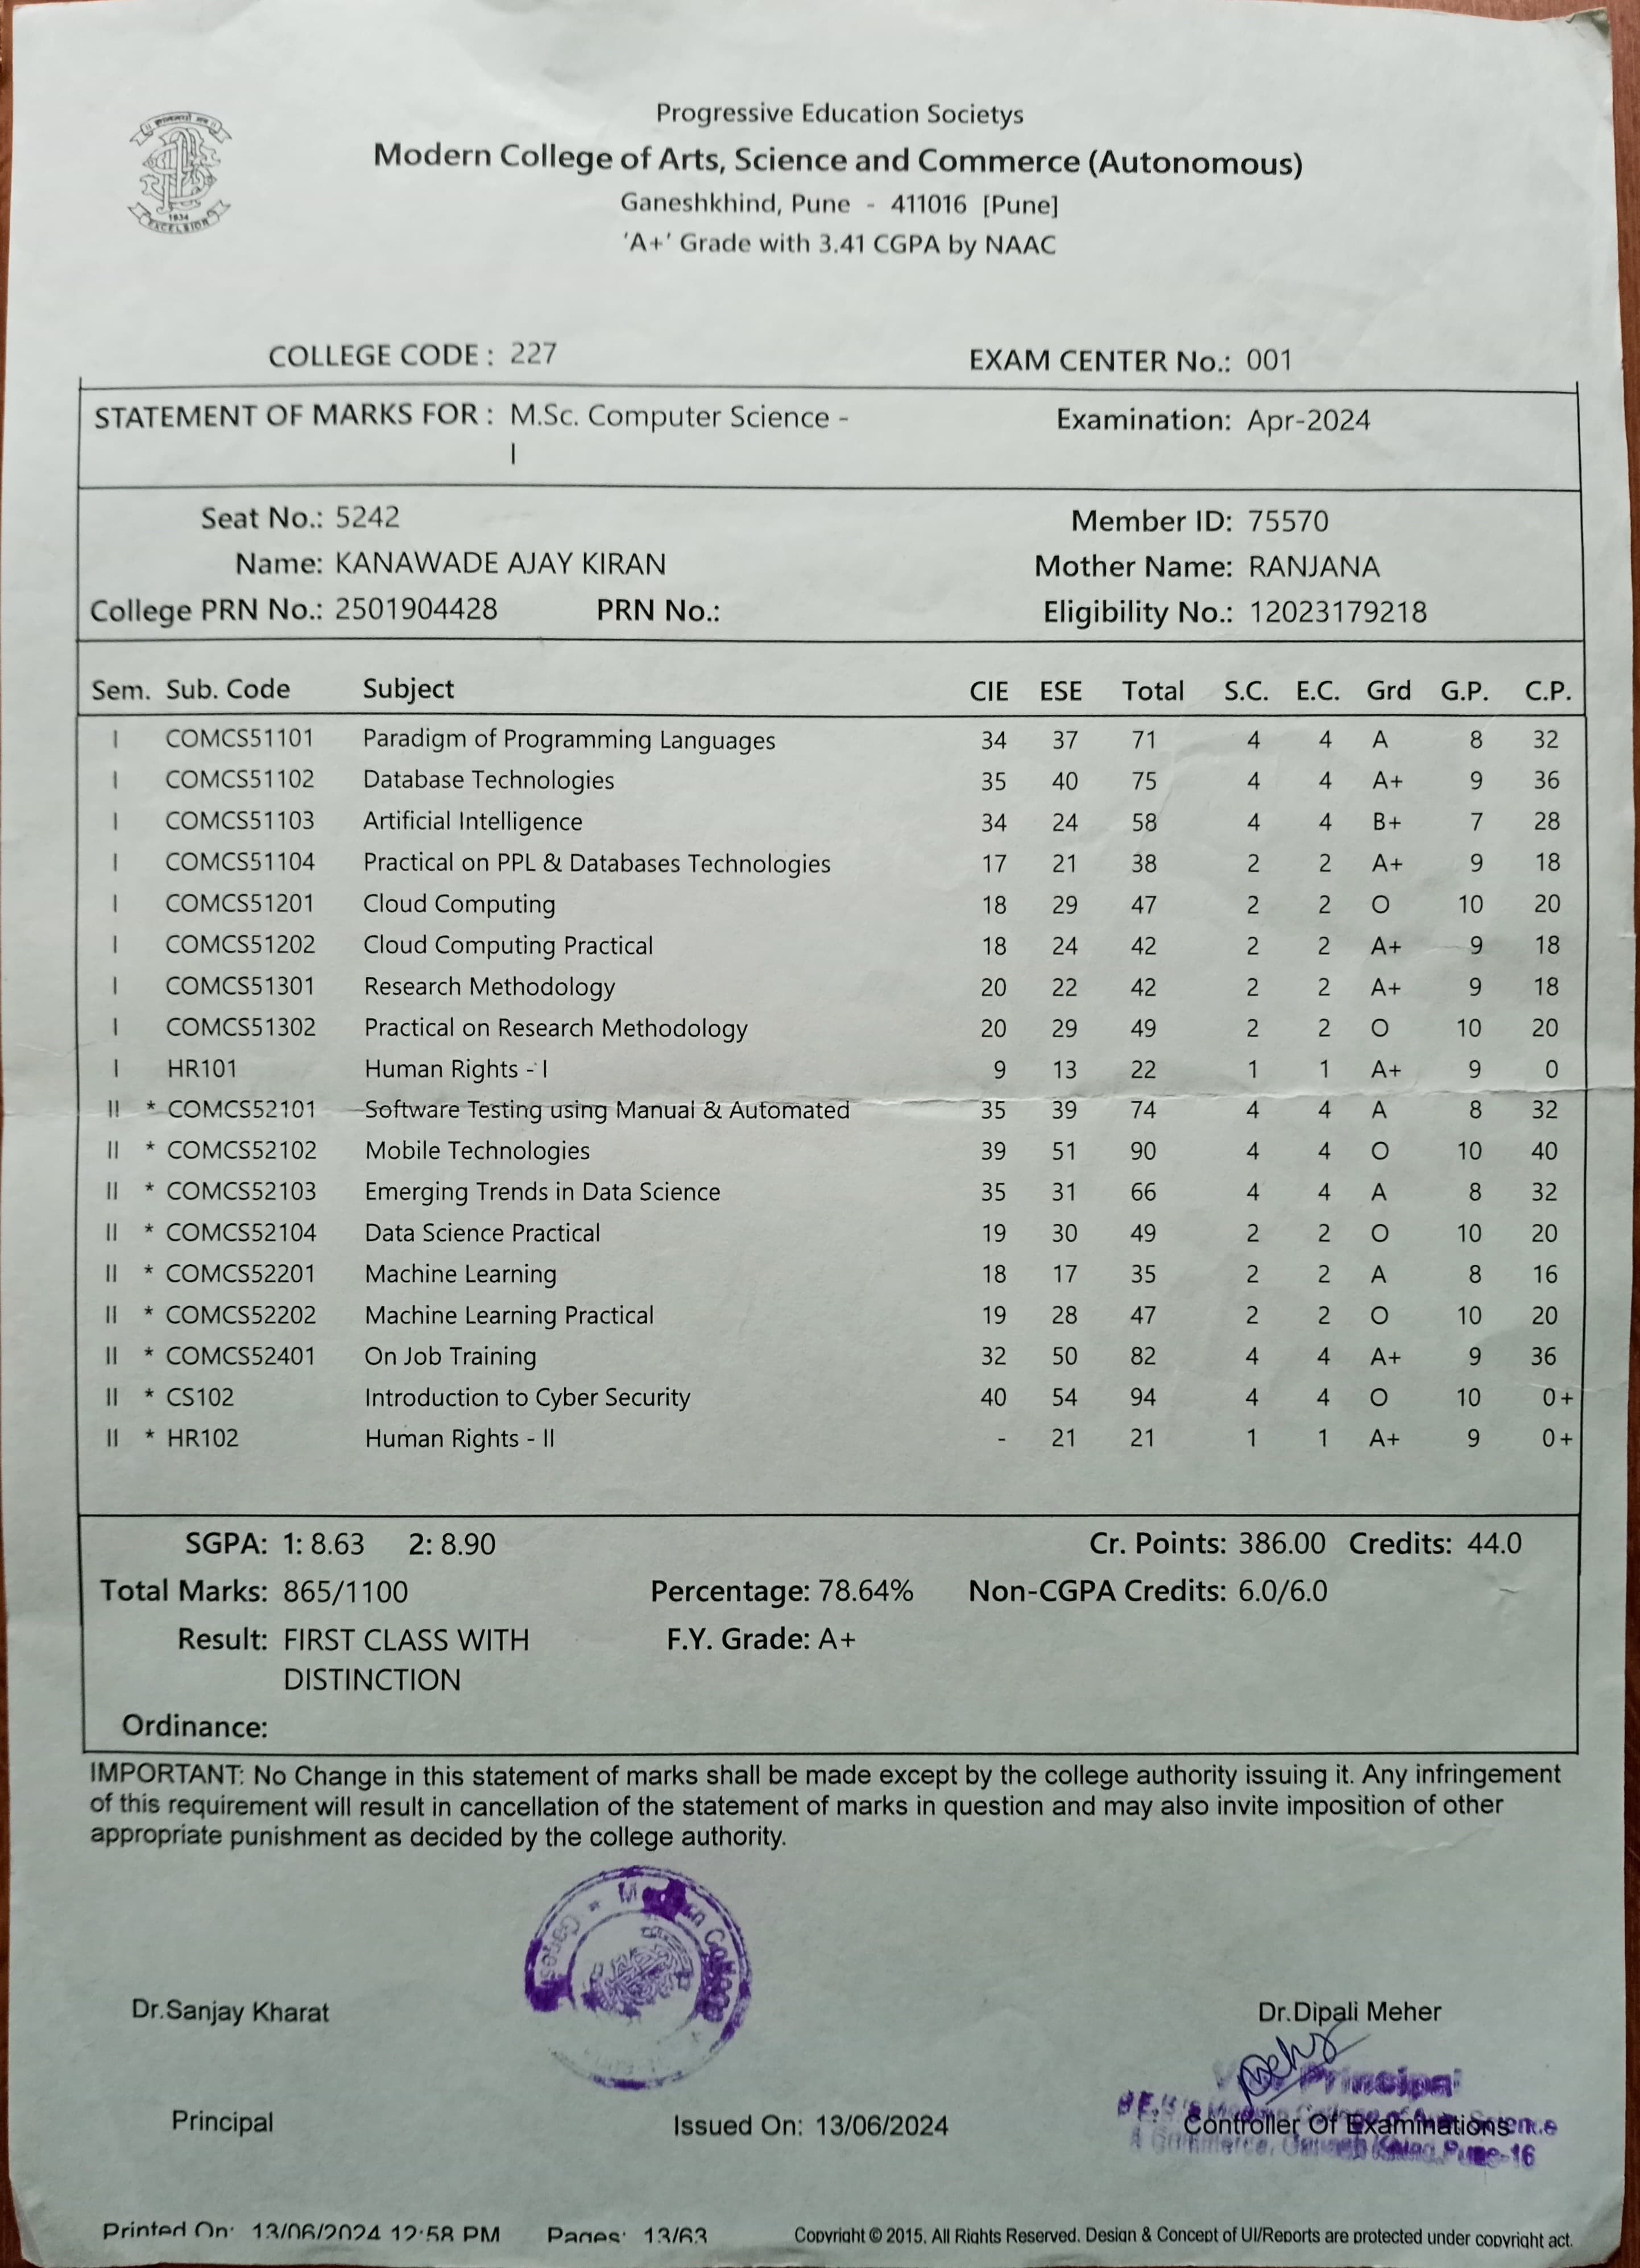 Progressive Education Societys
Modern College of Arts, Science and Commerce (Autonomous)
Ganeshkhind, Pune - 411016 [Pune]
'A+' Grade with 3.41 CGPA by NAAC
1934
EXCELSIOR
COLLEGE CODE : 227 EXAM CENTER No.: 001
STATEMENT OF MARKS FOR : M.Sc. Computer Science - Examination: Apr-2024
I
Seat No.: 5242 Member ID: 75570
Name: KANAWADE AJAY KIRAN Mother Name: RANJANA
College PRN No.: 2501904428 PRN No.: Eligibility No.: 12023179218
Sem. Sub. Code Subject CIE ESE Total S.C. E.C. Grd G.P. C.P.
I COMCS51101 Paradigm of Programming Languages 34 37 71 4 4 A 8 32
I COMCS51102 Database Technologies 35 40 75 4 4 A+ 9 36
I COMCS51103 Artificial Intelligence 34 24 58 4 4 B+ 7 28
I COMCS51104 Practical on PPL & Databases Technologies 17 21 38 2 2 A+ 9 18
I COMCS51201 Cloud Computing 18 29 47 2 2 O 10 20
I COMCS51202 Cloud Computing Practical 18 24 42 2 2 A+ 9 18
I COMCS51301 Research Methodology 20 22 42 2 2 A+ 9 18
I COMCS51302 Practical on Research Methodology 20 29 49 2 2 O 10 20
I HR101 Human Rights - I 9 13 22 1 1 A+ 9 0
II * COMCS52101 Software Testing using Manual & Automated 35 39 74 4 4 A 8 32
II * COMCS52102 Mobile Technologies 39 51 90 4 4 O 10 40
II * COMCS52103 Emerging Trends in Data Science 35 31 66 4 4 A 8 32
II * COMCS52104 Data Science Practical 19 30 49 2 2 O 10 20
II * COMCS52201 Machine Learning 18 17 35 2 2 A 8 16
II * COMCS52202 Machine Learning Practical 19 28 47 2 2 O 10 20
II * COMCS52401 On Job Training 32 50 82 4 4 A+ 9 36
II * CS102 Introduction to Cyber Security 40 54 94 4 4 O 10 0+
II * HR102 Human Rights - II - 21 21 1 1 A+ 9 0+
SGPA: 1: 8.63 2: 8.90 Cr. Points: 386.00 Credits: 44.0
Total Marks: 865/1100 Percentage: 78.64% Non-CGPA Credits: 6.0/6.0
Result: FIRST CLASS WITH F.Y. Grade: A+
DISTINCTION
Ordinance:
IMPORTANT: No Change in this statement of marks shall be made except by the college authority issuing it. Any infringement
of this requirement will result in cancellation of the statement of marks in question and may also invite imposition of other
appropriate punishment as decided by the college authority.
Dr.Sanjay Kharat Dr.Dipali Meher
Principal
Principal Issued On: 13/06/2024 Controller Of Examinations
Pune-16
Printed On: 13/06/2024 12:58 PM Pages: 13/63 Copyright © 2015. All Rights Reserved. Design & Concept of UI/Reports are protected under copyright act.